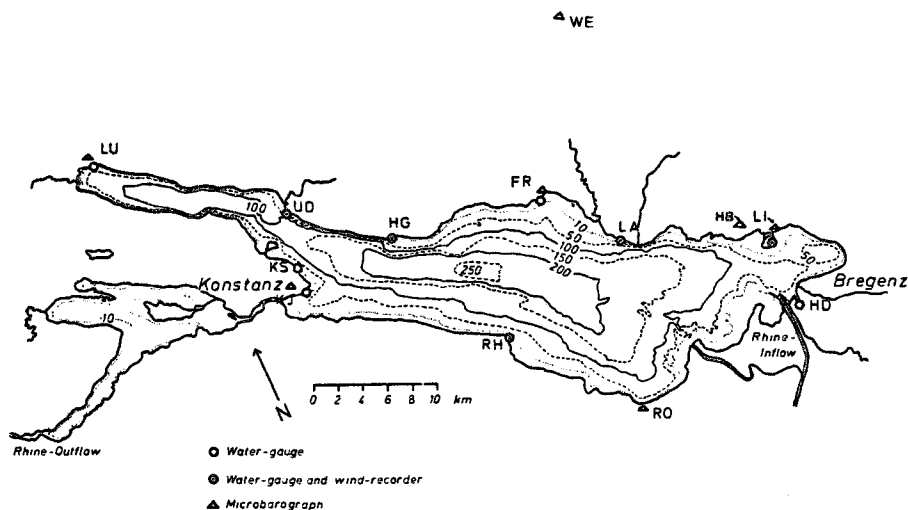 WE
LU
FR
UD
HG
10
50
100
150
200
LA
HB
LI
50
100
KS
250
Konstanz
Bregenz
HD
10
RH
Rhine-
Inflow
N
0 2 4 6 8 10 km
RO
Rhine-Outflow
Water-gauge
Water-gauge and wind-recorder
Microbarograph